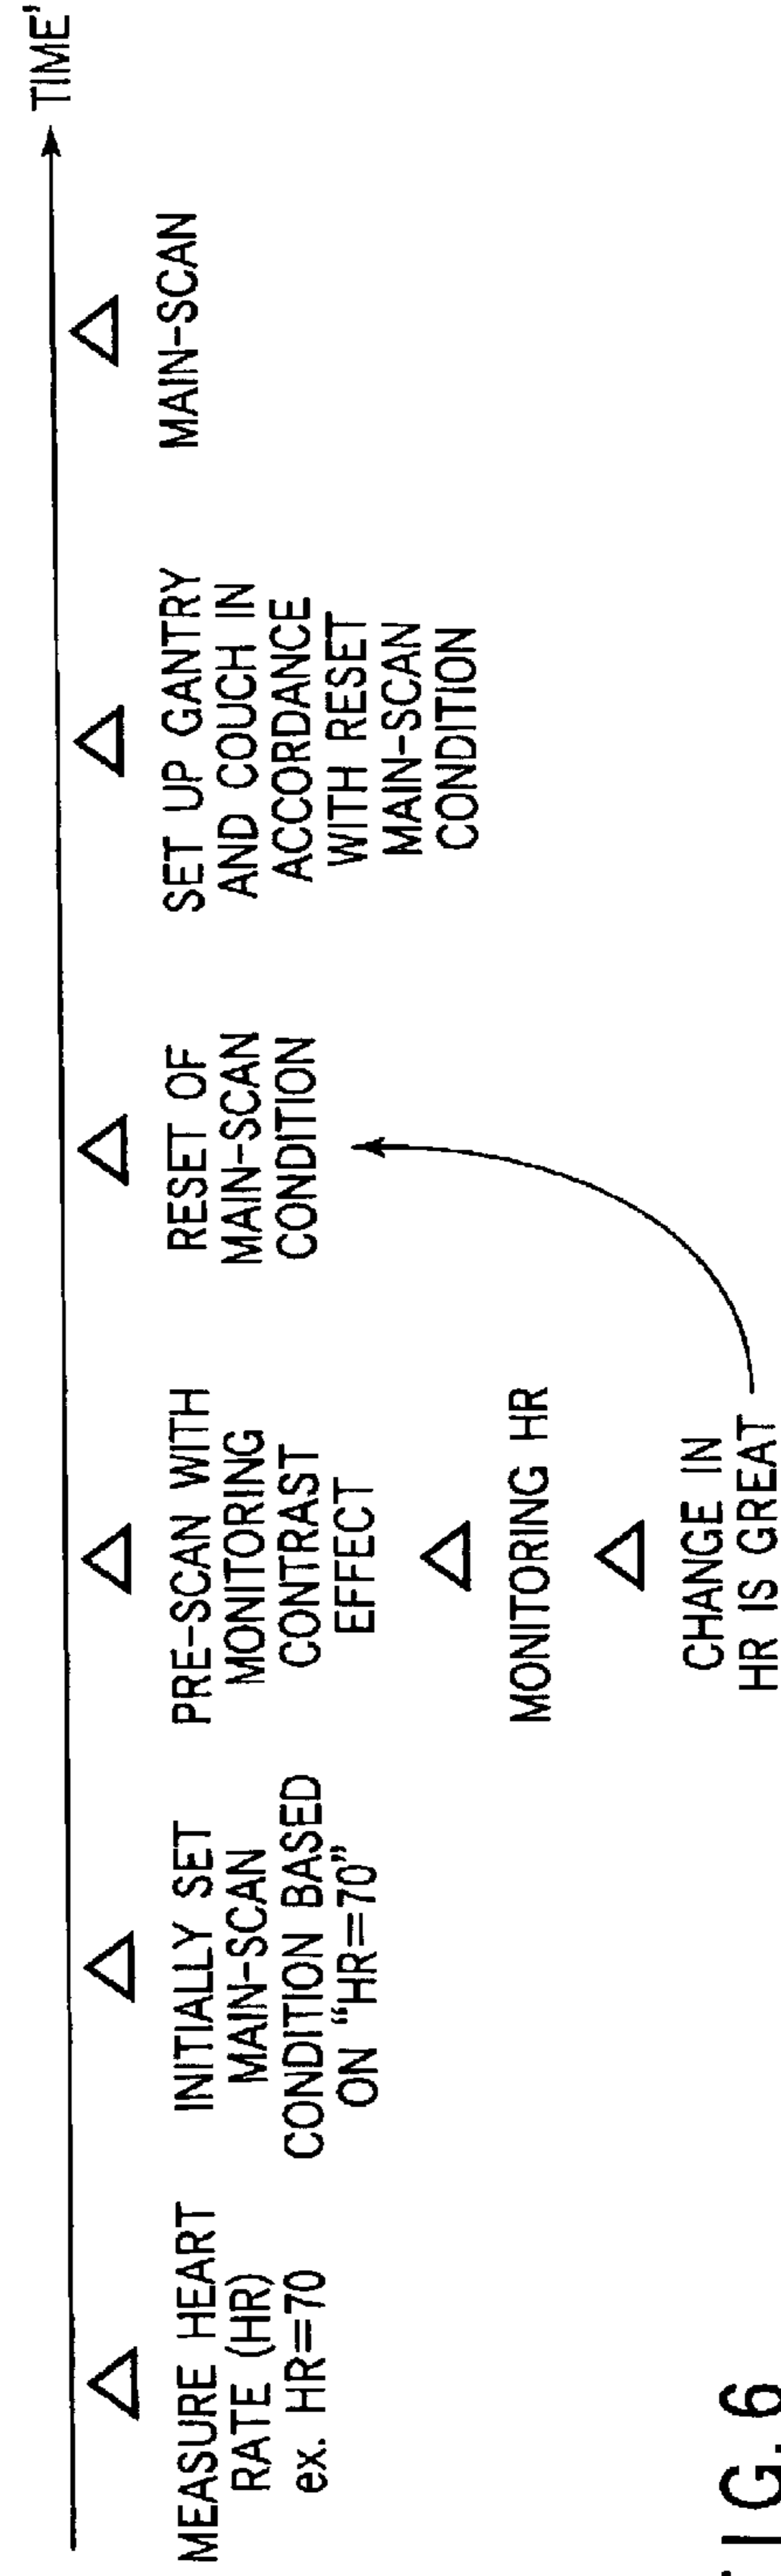 TIME
MEASURE HEART
RATE (HR)
ex. HR=70
INITIALLY SET
MAIN-SCAN
CONDITION BASED
ON "HR=70"
PRE-SCAN WITH
MONITORING
CONTRAST
EFFECT
MONITORING HR
CHANGE IN
HR IS GREAT
RESET OF
MAIN-SCAN
CONDITION
SET UP GANTRY
AND COUCH IN
ACCORDANCE
WITH RESET
MAIN-SCAN
CONDITION
MAIN-SCAN
IG. 6